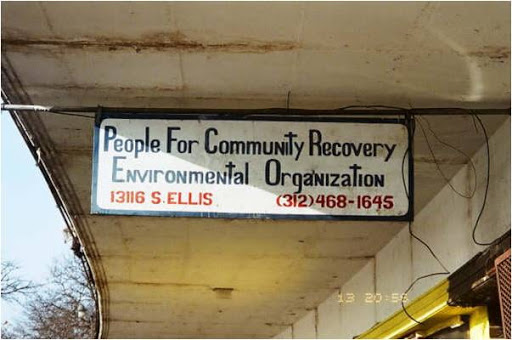 People For Community Recovery
Environmental Organization
13116 S. ELLIS (312) 468-1645
13 20:56